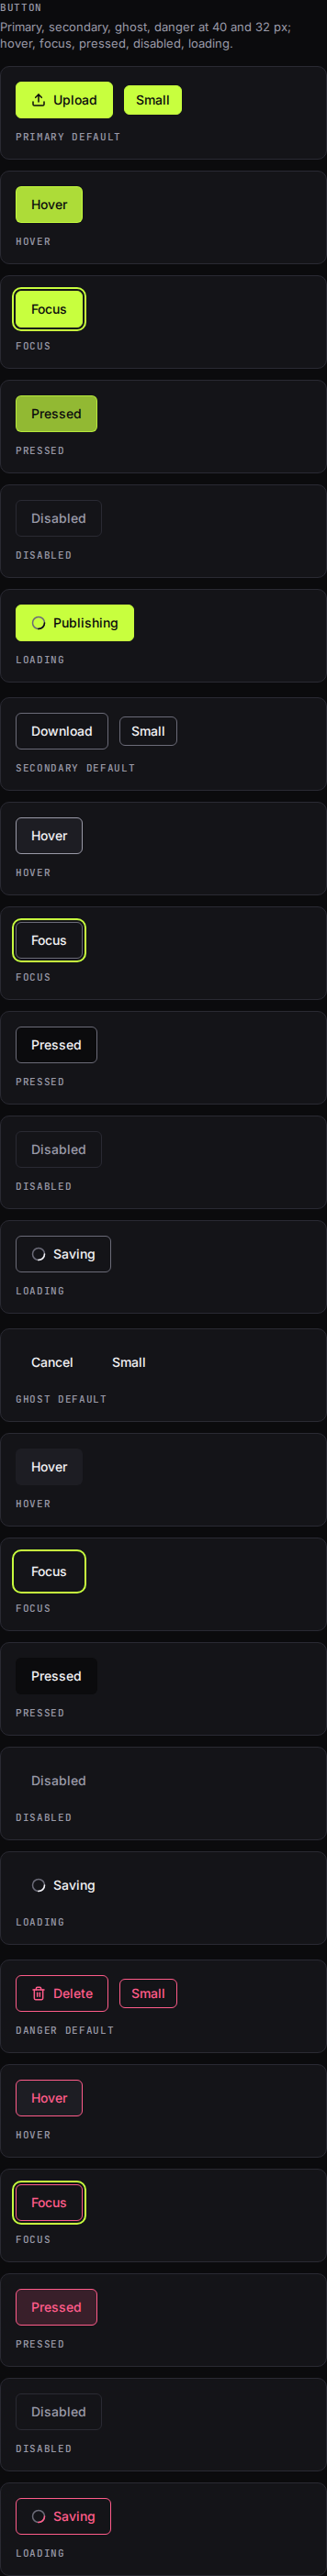 BUTTON
Primary, secondary, ghost, danger at 40 and 32 px;
hover, focus, pressed, disabled, loading.
Upload Small
PRIMARY DEFAULT
Hover
HOVER
Focus
FOCUS
Pressed
PRESSED
Disabled
DISABLED
Publishing
LOADING
Download Small
SECONDARY DEFAULT
Hover
HOVER
Focus
FOCUS
Pressed
PRESSED
Disabled
DISABLED
Saving
LOADING
Cancel Small
GHOST DEFAULT
Hover
HOVER
Focus
FOCUS
Pressed
PRESSED
Disabled
DISABLED
Saving
LOADING
Delete Small
DANGER DEFAULT
Hover
HOVER
Focus
FOCUS
Pressed
PRESSED
Disabled
DISABLED
Saving
LOADING